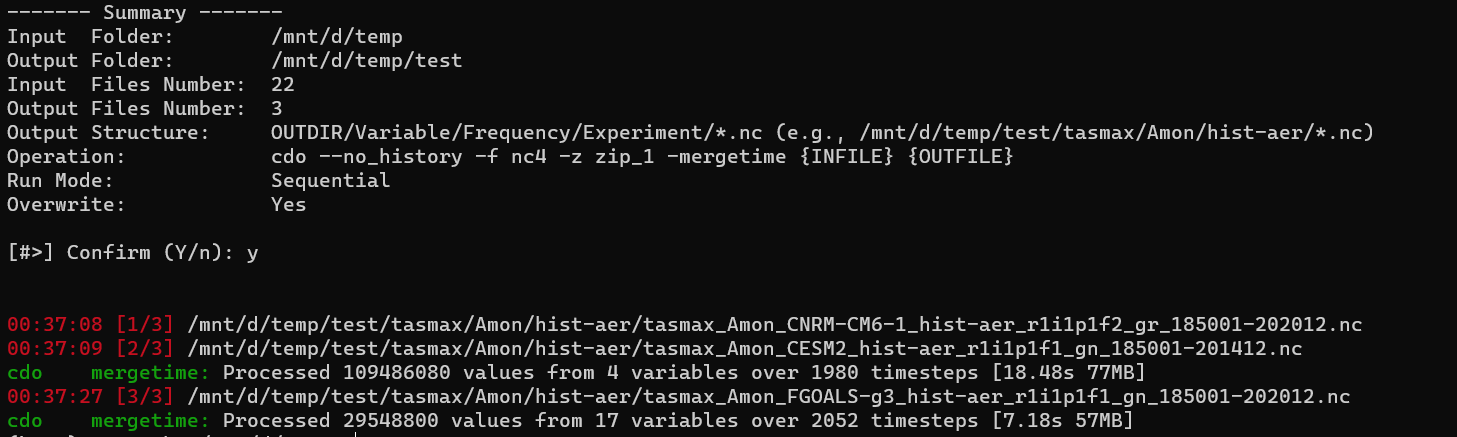 ------- Summary -------
Input  Folder:         /mnt/d/temp
Output Folder:         /mnt/d/temp/test
Input  Files Number:   22
Output Files Number:   3
Output Structure:      OUTDIR/Variable/Frequency/Experiment/*.nc (e.g., /mnt/d/temp/test/tasmax/Amon/hist-aer/*.nc)
Operation:             cdo --no_history -f nc4 -z zip_1 -mergetime {INFILE} {OUTFILE}
Run Mode:              Sequential
Overwrite:             Yes
[#>] Confirm (Y/n): y
00:37:08 [1/3] /mnt/d/temp/test/tasmax/Amon/hist-aer/tasmax_Amon_CNRM-CM6-1_hist-aer_r1i1p1f2_gr_185001-202012.nc
00:37:09 [2/3] /mnt/d/temp/test/tasmax/Amon/hist-aer/tasmax_Amon_CESM2_hist-aer_r1i1p1f1_gn_185001-201412.nc
cdo    mergetime: Processed 109486080 values from 4 variables over 1980 timesteps [18.48s 77MB]
00:37:27 [3/3] /mnt/d/temp/test/tasmax/Amon/hist-aer/tasmax_Amon_FGOALS-g3_hist-aer_r1i1p1f1_gn_185001-202012.nc
cdo    mergetime: Processed 29548800 values from 17 variables over 2052 timesteps [7.18s 57MB]